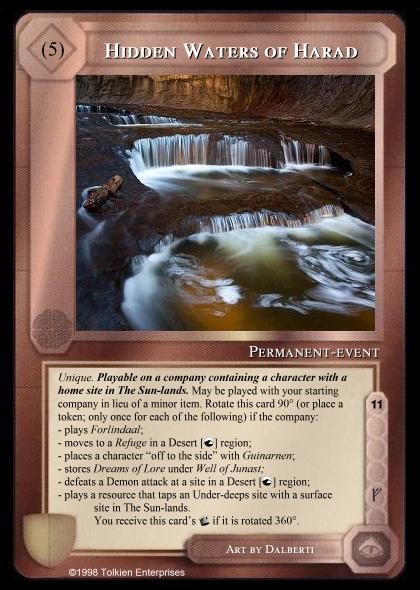 (5)
Hidden Waters of Harad
Permanent-event
Unique. Playable on a company containing a character with a
home site in The Sun-lands. May be played with your starting
company in lieu of a minor item. Rotate this card 90° (or place a
token; only once for each of the following) if the company:
- plays Forlindaal;
- moves to a Refuge in a Desert [ ] region;
- places a character “off to the side” with Guinarnen;
- stores Dreams of Lore under Well of Junast;
- defeats a Demon attack at a site in a Desert [ ] region;
- plays a resource that taps an Under-deeps site with a surface
site in The Sun-lands.
You receive this card's if it is rotated 360°.
11
Art by Dalberti
©1998 Tolkien Enterprises